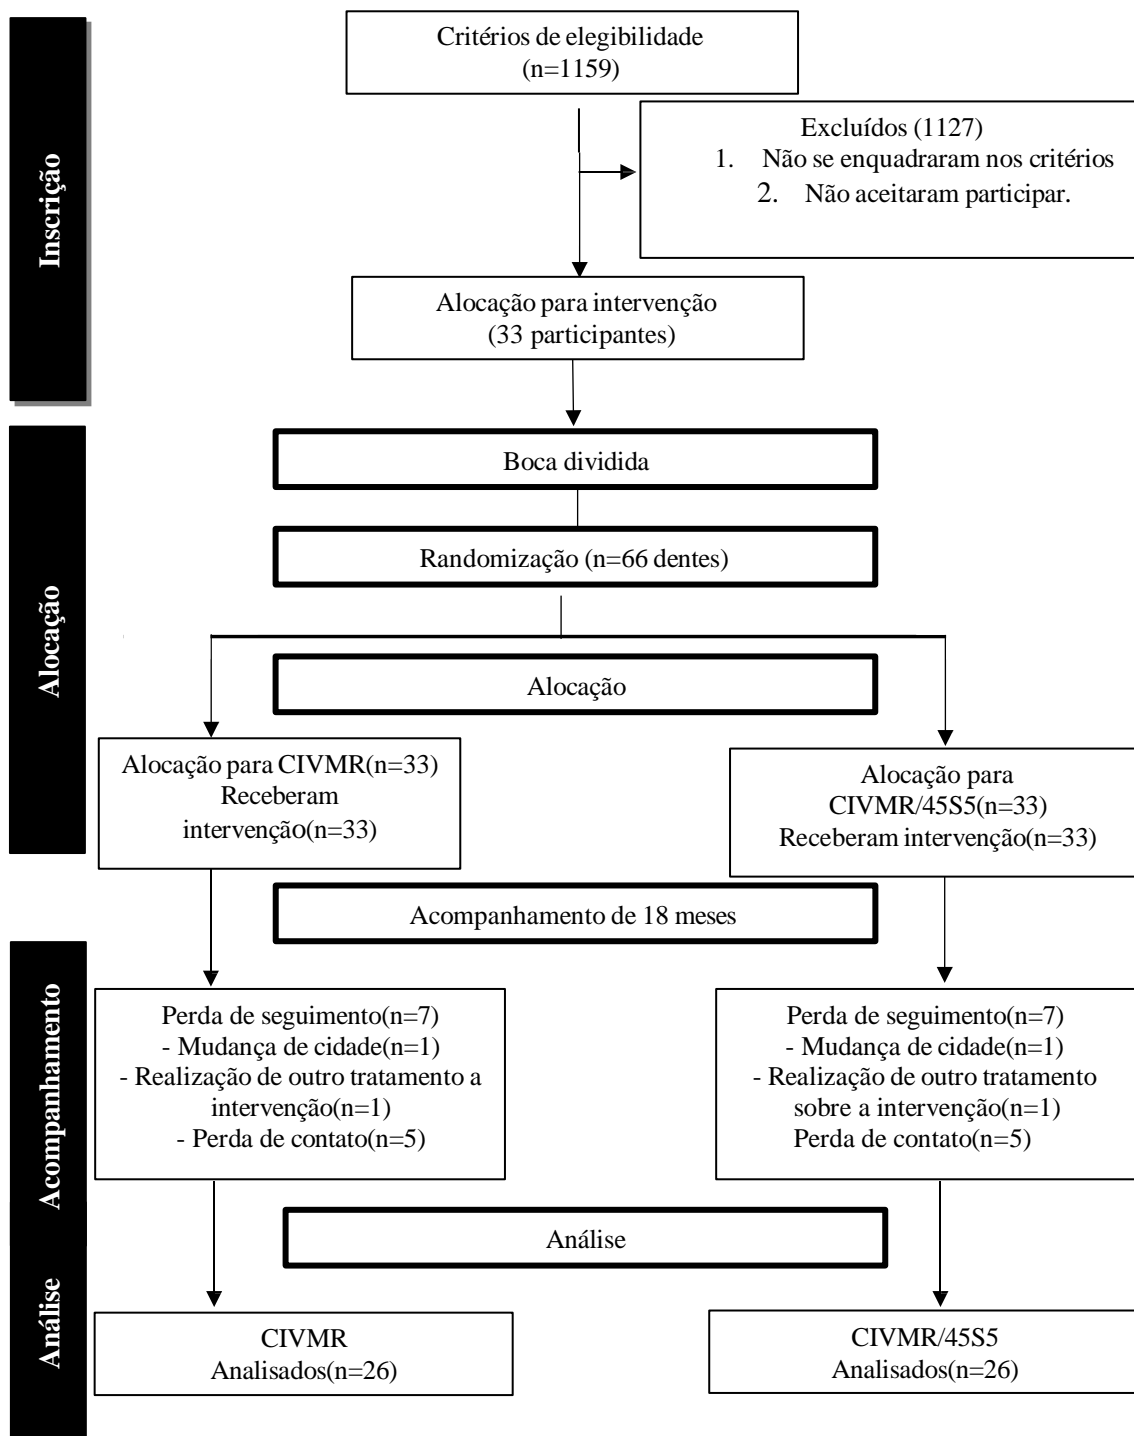 Critérios de elegibilidade
(n=1159)
Excluídos (1127)
1. Não se enquadraram nos critérios
2. Não aceitaram participar.
Inscrição
Alocação para intervenção
(33 participantes)
Boca dividida
Randomização (n=66 dentes)
Alocação
Alocação
Alocação para CIVMR(n=33)
Receberam
intervenção(n=33)
Alocação para
CIVMR/45S5(n=33)
Receberam intervenção(n=33)
Acompanhamento de 18 meses
Acompanhamento
Perda de seguimento(n=7)
- Mudança de cidade(n=1)
- Realização de outro tratamento a
intervenção(n=1)
- Perda de contato(n=5)
Perda de seguimento(n=7)
- Mudança de cidade(n=1)
- Realização de outro tratamento
sobre a intervenção(n=1)
Perda de contato(n=5)
Análise
Análise
CIVMR
Analisados(n=26)
CIVMR/45S5
Analisados(n=26)